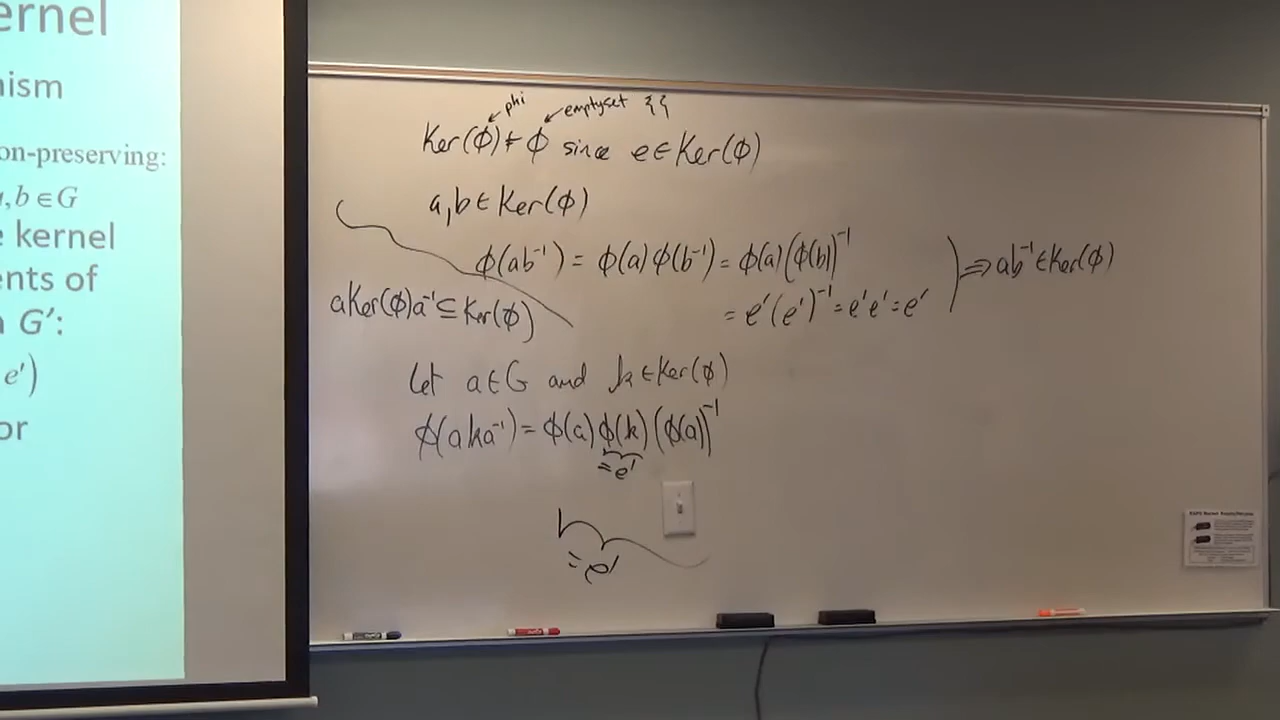 ernel
nism
on-preserving:
a,b ∈ G
e kernel
ents of
n G′:
e′)
or
phi
emptyset { {
Ker(ϕ) ≠ ϕ since e ∈ Ker(ϕ)
a,b ∈ Ker(ϕ)
ϕ(ab⁻¹) = ϕ(a)ϕ(b⁻¹) = ϕ(a)(ϕ(b))⁻¹
= e′(e′)⁻¹ = e′e′ = e′
⇒ ab⁻¹ ∈ Ker(ϕ)
aKer(ϕ)a⁻¹ ⊆ Ker(ϕ)
Let a ∈ G and k ∈ Ker(ϕ)
ϕ(aka⁻¹) = ϕ(a)ϕ(k)(ϕ(a))⁻¹
= e′
= e′